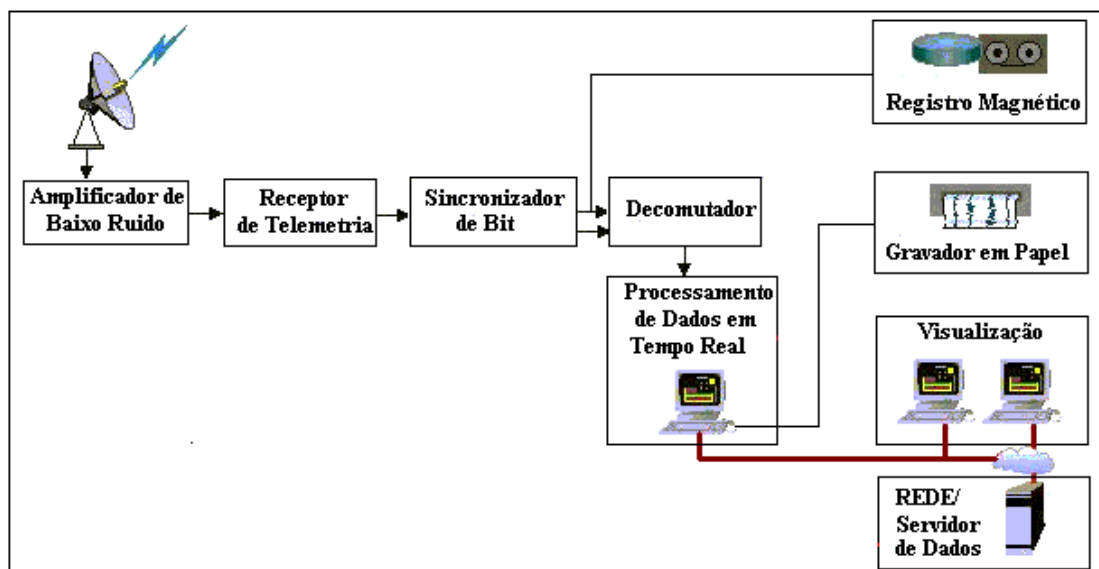 Registro Magnético
Amplificador de
Baixo Ruido
Receptor
de Telemetria
Sincronizador
de Bit
Decomutador
Gravador em Papel
Processamento
de Dados em
Tempo Real
Visualização
REDE/
Servidor
de Dados